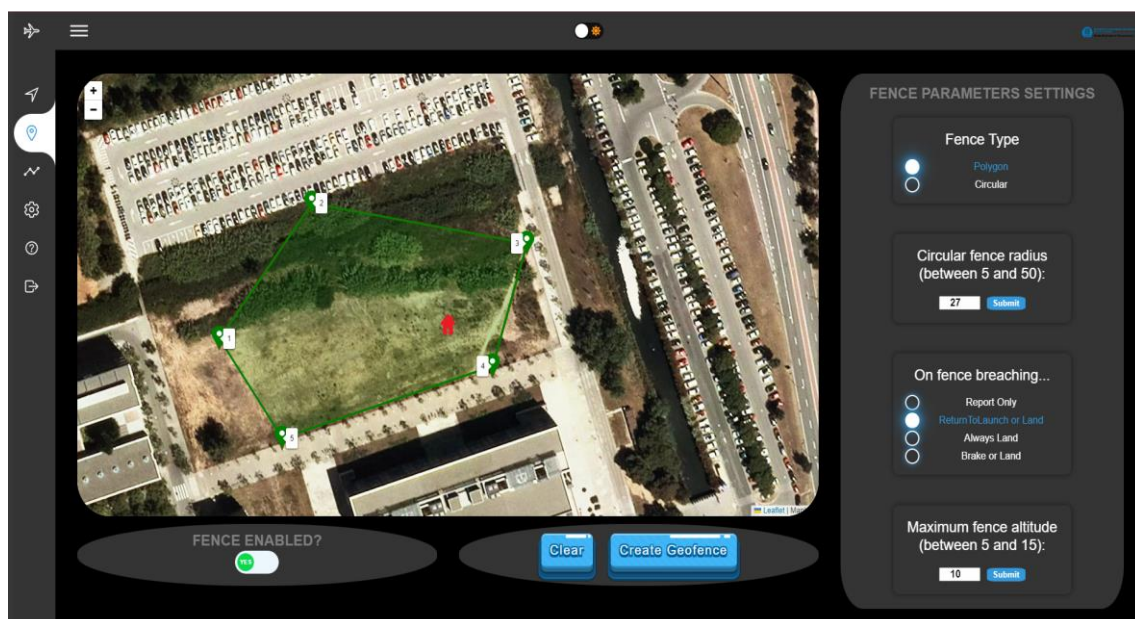 +
−
2
3
1
4
5
Leaflet | Map
FENCE ENABLED?
YES
Clear
Create Geofence
FENCE PARAMETERS SETTINGS
Fence Type
Polygon
Circular
Circular fence radius
(between 5 and 50):
27
Submit
On fence breaching...
Report Only
ReturnToLaunch or Land
Always Land
Brake or Land
Maximum fence altitude
(between 5 and 15):
10
Submit